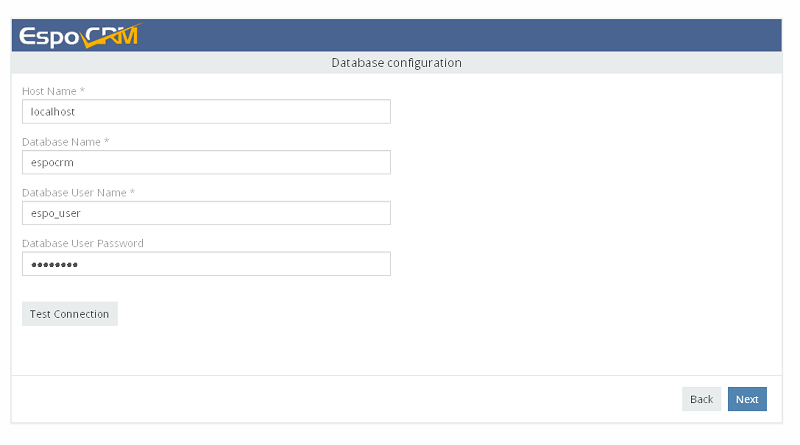 EspoCRM
Database configuration
Host Name *
localhost
Database Name *
espocrm
Database User Name *
espo_user
Database User Password
●●●●●●●●
Test Connection
Back Next